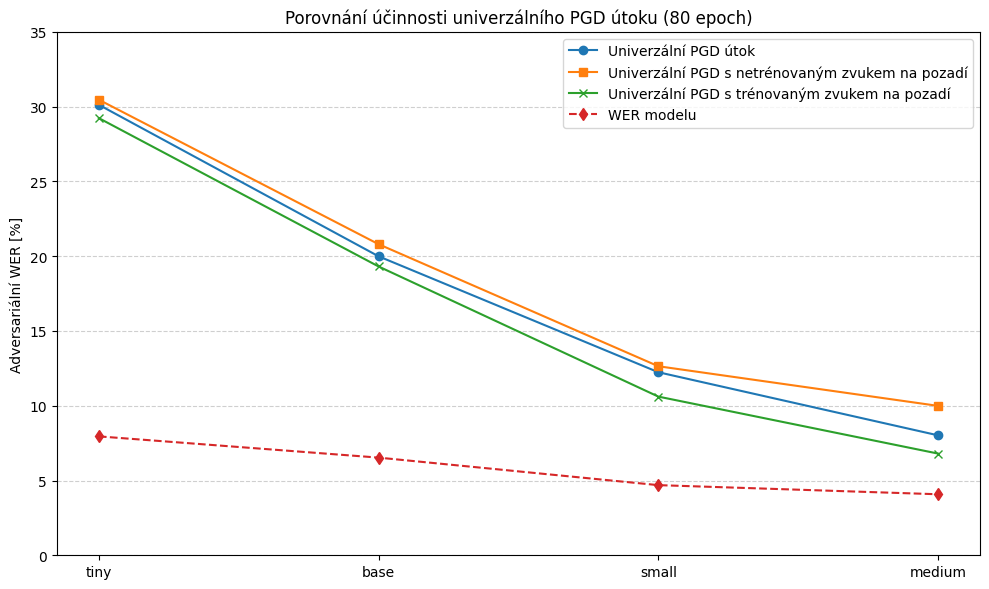 Porovnání účinnosti univerzálního PGD útoku (80 epoch)
Adversariální WER [%]
35
30
25
20
15
10
5
0
Univerzální PGD útok
Univerzální PGD s netrénovaným zvukem na pozadí
Univerzální PGD s trénovaným zvukem na pozadí
WER modelu
tiny base small medium